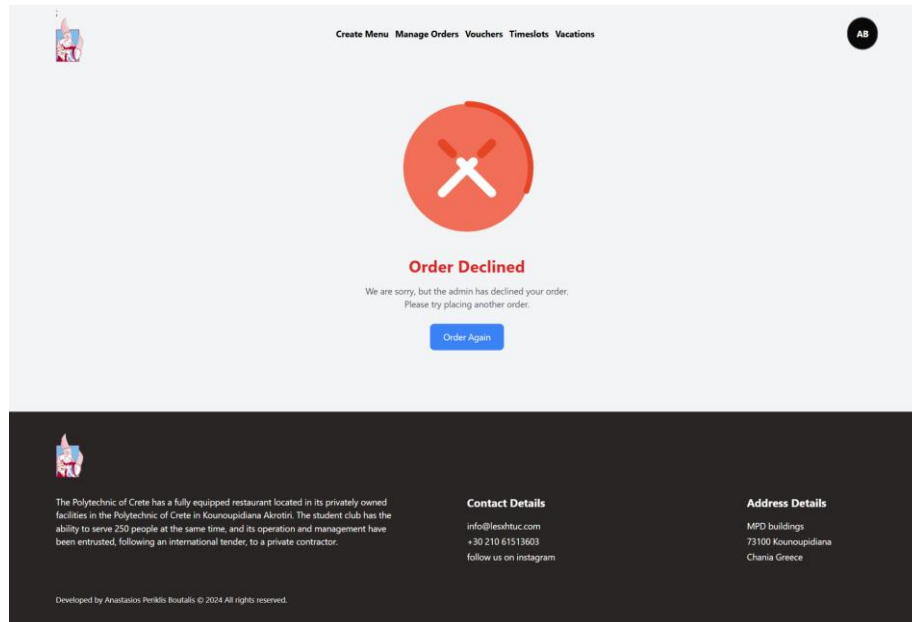 Create Menu Manage Orders Vouchers Timeslots Vacations
AB
Order Declined
We are sorry, but the admin has declined your order.
Please try placing another order.
Order Again
The Polytechnic of Crete has a fully equipped restaurant located in its privately owned
facilities in the Polytechnic of Crete in Kounoupidiana Akrotiri. The student club has the
ability to serve 250 people at the same time, and its operation and management have
been entrusted, following an international tender, to a private contractor.
Contact Details
info@lesxhtuc.com
+30 210 61513603
follow us on instagram
Address Details
MPD buildings
73100 Kounoupidiana
Chania Greece
Developed by Anastasios Periklis Boutalis © 2024 All rights reserved.